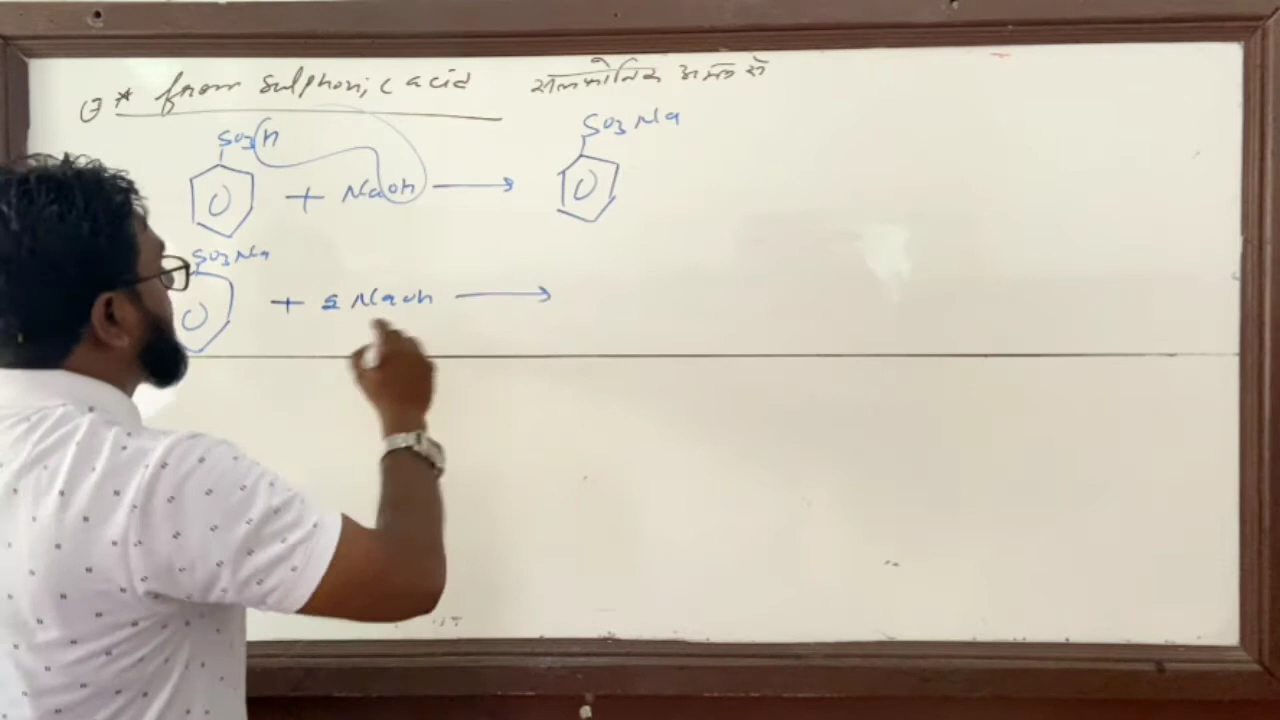 3 * from Sulphonic acid सल्फोनिक अम्ल से
SO3H SO3Na
+ NaOH ⟶
SO3Na
+ 2 NaOH ⟶